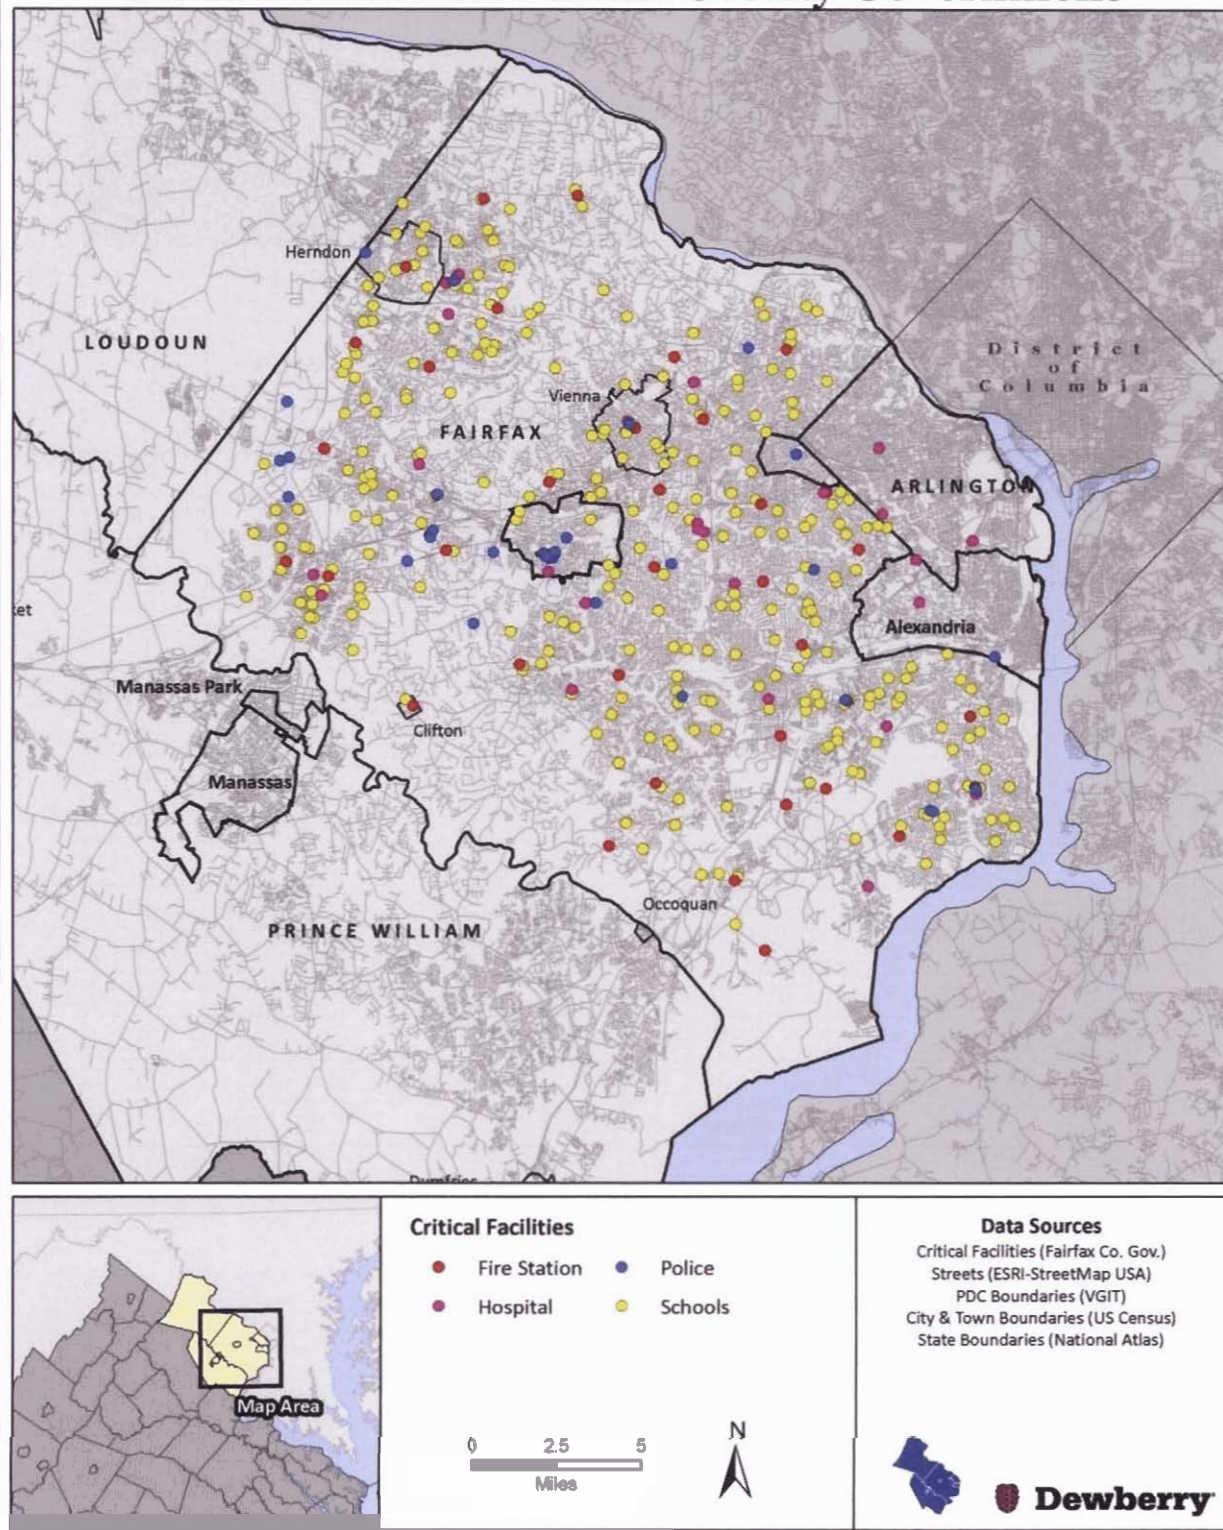 Herndon
LOUDOUN
District
of
Columbia
Vienna
FAIRFAX
ARLINGTON
Alexandria
Manassas Park
Clifton
Manassas
Occoquan
PRINCE WILLIAM
Dumfries
Map Area
Critical Facilities
Fire Station
Police
Hospital
Schools
0 2.5 5
Miles
N
Data Sources
Critical Facilities (Fairfax Co. Gov.)
Streets (ESRI-StreetMap USA)
PDC Boundaries (VGIT)
City & Town Boundaries (US Census)
State Boundaries (National Atlas)
Dewberry